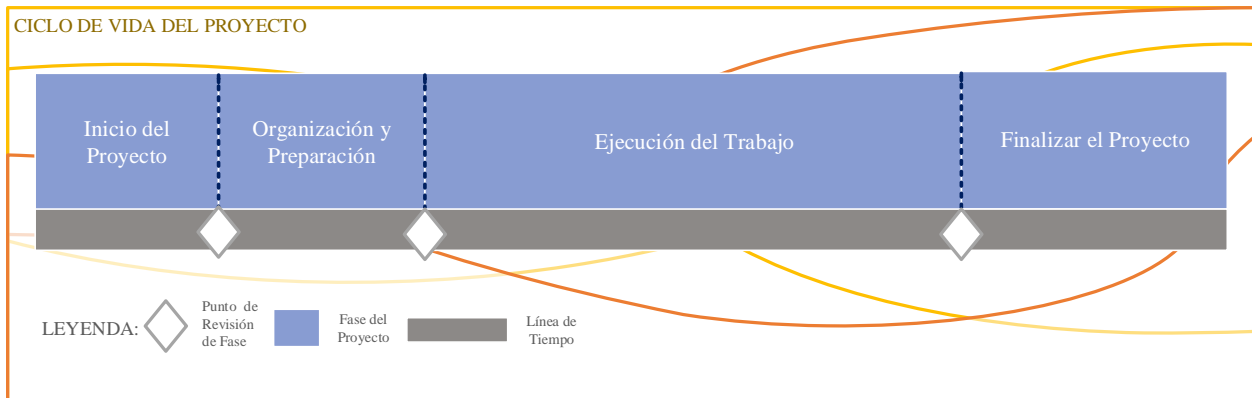 CICLO DE VIDA DEL PROYECTO
Inicio del
Proyecto
Organización y
Preparación
Ejecución del Trabajo
Finalizar el Proyecto
LEYENDA:
Punto de
Revisión
de Fase
Fase del
Proyecto
Línea de
Tiempo